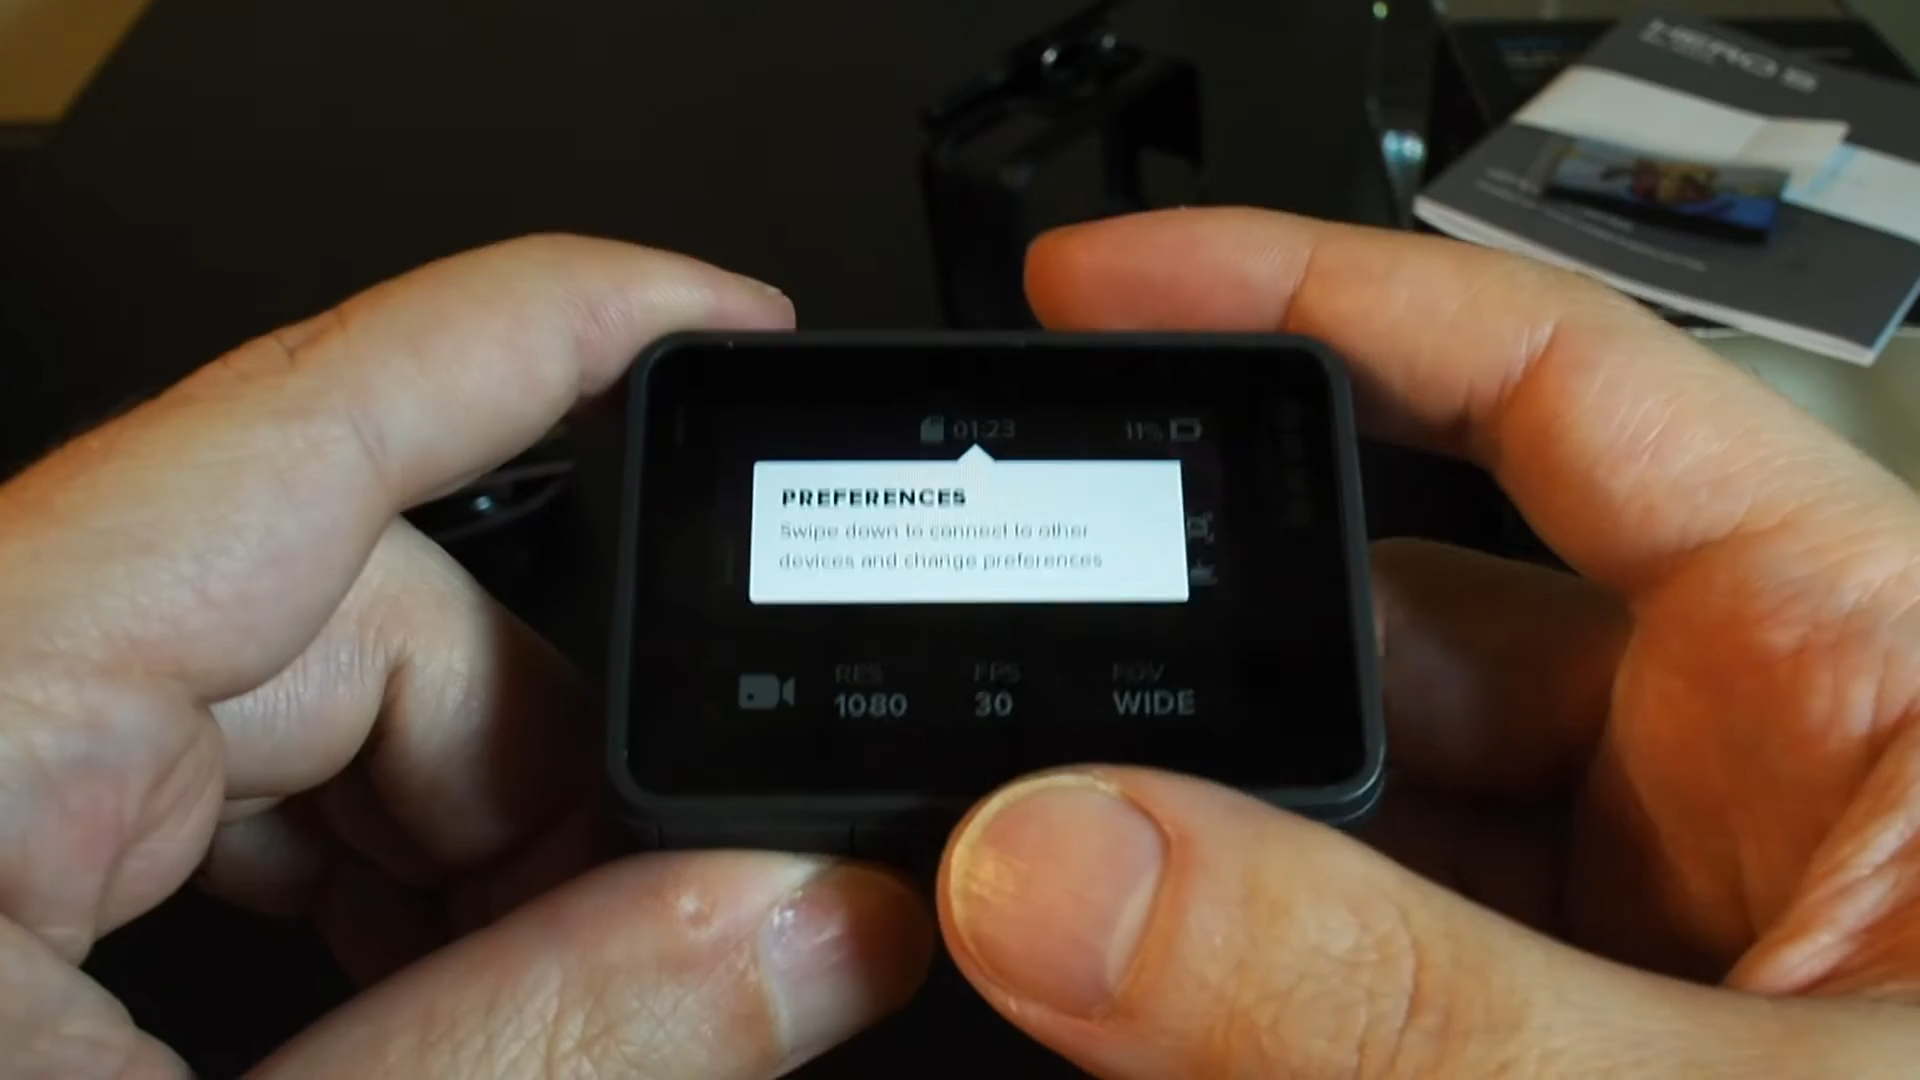 01:23
11%
PREFERENCES
Swipe down to connect to other
devices and change preferences
RES FPS FOV
1080 30 WIDE